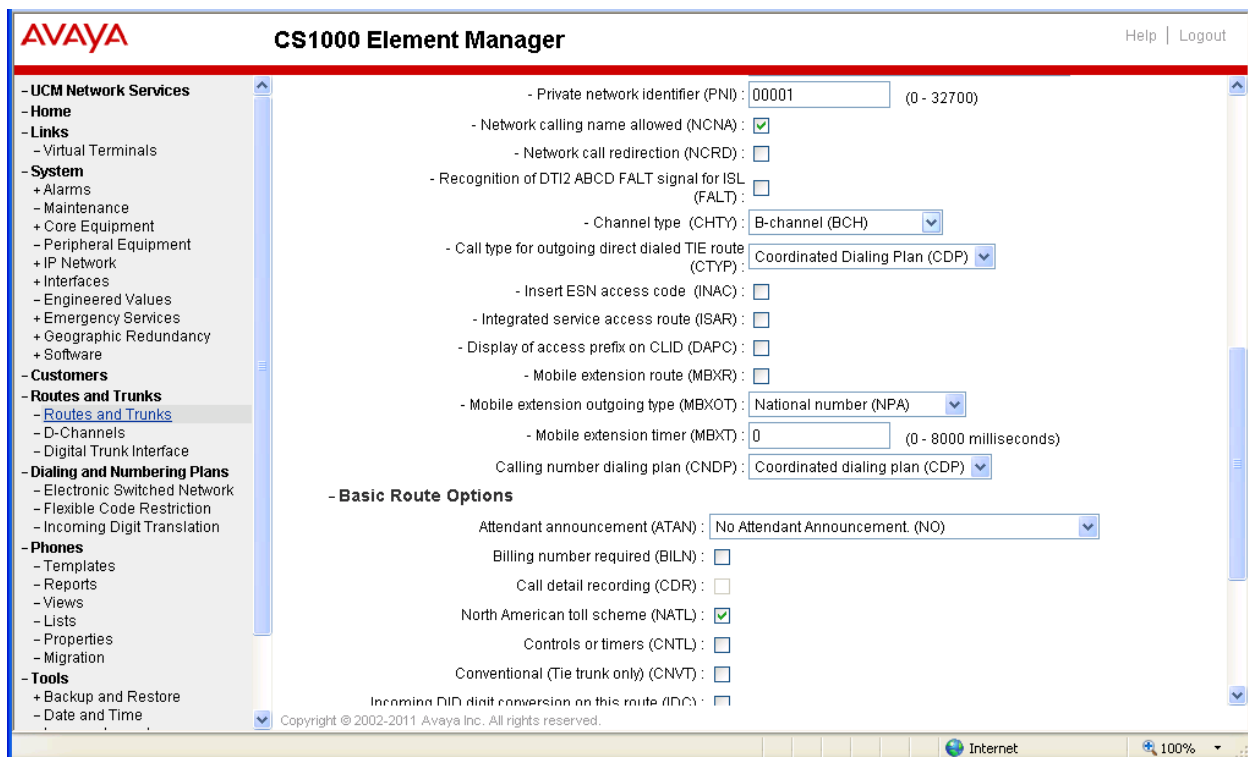 AVAYA
CS1000 Element Manager
Help | Logout
- UCM Network Services
- Home
- Links
- Virtual Terminals
- System
+ Alarms
- Maintenance
+ Core Equipment
- Peripheral Equipment
+ IP Network
+ Interfaces
- Engineered Values
+ Emergency Services
+ Geographic Redundancy
+ Software
- Customers
- Routes and Trunks
- Routes and Trunks
- D-Channels
- Digital Trunk Interface
- Dialing and Numbering Plans
- Electronic Switched Network
- Flexible Code Restriction
- Incoming Digit Translation
- Phones
- Templates
- Reports
- Views
- Lists
- Properties
- Migration
- Tools
+ Backup and Restore
- Date and Time
- Private network identifier (PNI) : 00001 (0 - 32700)
- Network calling name allowed (NCNA) :
- Network call redirection (NCRD) :
- Recognition of DTI2 ABCD FALT signal for ISL
(FALT) :
- Channel type (CHTY) : B-channel (BCH)
- Call type for outgoing direct dialed TIE route
(CTYP) : Coordinated Dialing Plan (CDP)
- Insert ESN access code (INAC) :
- Integrated service access route (ISAR) :
- Display of access prefix on CLID (DAPC) :
- Mobile extension route (MBXR) :
- Mobile extension outgoing type (MBXOT) : National number (NPA)
- Mobile extension timer (MBXT) : 0 (0 - 8000 milliseconds)
Calling number dialing plan (CNDP) : Coordinated dialing plan (CDP)
- Basic Route Options
Attendant announcement (ATAN) : No Attendant Announcement. (NO)
Billing number required (BILN) :
Call detail recording (CDR) :
North American toll scheme (NATL) :
Controls or timers (CNTL) :
Conventional (Tie trunk only) (CNVT) :
Incoming DID digit conversion on this route (IDC) :
Copyright © 2002-2011 Avaya Inc. All rights reserved.
Internet
100%